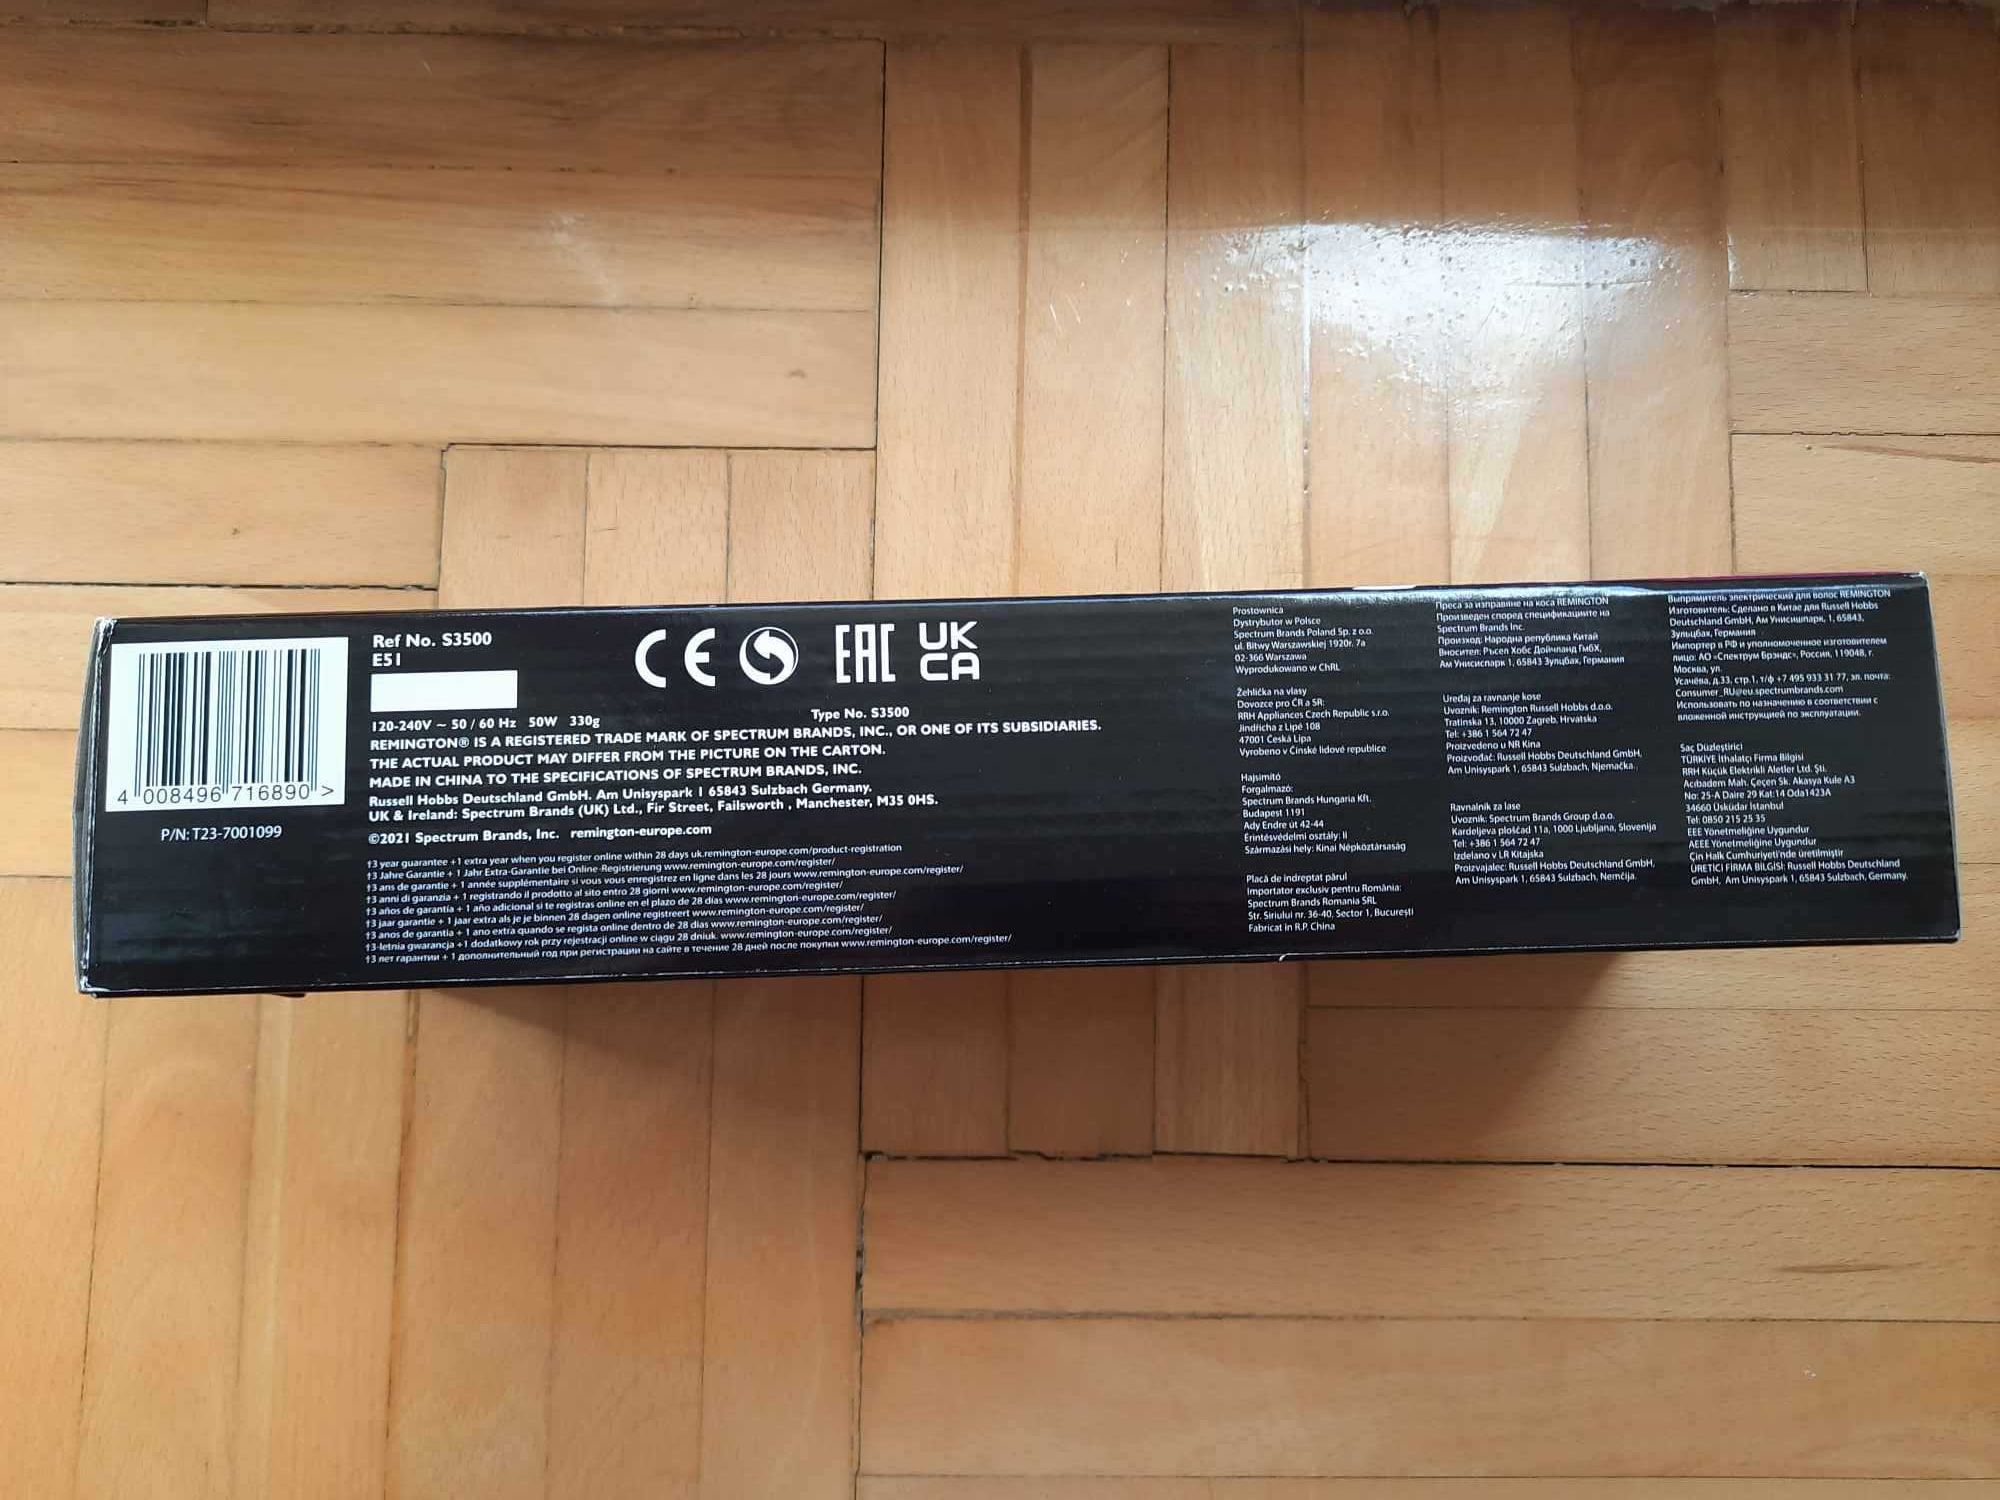 4 008496 716890 >
P/N: T23-7001099
Ref No. S3500
E51
CE
EAC
UK
CA
120-240V ~ 50 / 60 Hz 50W 330g
Type No. S3500
REMINGTON® IS A REGISTERED TRADE MARK OF SPECTRUM BRANDS, INC., OR ONE OF ITS SUBSIDIARIES.
THE ACTUAL PRODUCT MAY DIFFER FROM THE PICTURE ON THE CARTON.
MADE IN CHINA TO THE SPECIFICATIONS OF SPECTRUM BRANDS, INC.
Russell Hobbs Deutschland GmbH. Am Unisyspark 1 65843 Sulzbach Germany.
UK & Ireland: Spectrum Brands (UK) Ltd., Fir Street, Failsworth , Manchester, M35 0HS.
©2021 Spectrum Brands, Inc. remington-europe.com
†3 year guarantee +1 extra year when you register online within 28 days uk.remington-europe.com/product-registration
†3 Jahre Garantie + 1 Jahr Extra-Garantie bei Online-Registrierung www.remington-europe.com/register/
†3 ans de garantie + 1 année supplémentaire si vous vous enregistrez en ligne dans les 28 jours www.remington-europe.com/register/
†3 anni di garanzia + 1 registrando il prodotto al sito entro 28 giorni www.remington-europe.com/register/
†3 años de garantía + 1 año adicional si te registras online en el plazo de 28 días www.remington-europe.com/register/
†3 jaar garantie + 1 jaar extra als je je binnen 28 dagen online registreert www.remington-europe.com/register/
†3 anos de garantia + 1 ano extra quando se regista online dentro de 28 dias www.remington-europe.com/register/
†3-letnia gwarancja +1 dodatkowy rok przy rejestracji online w ciągu 28 dniuk. www.remington-europe.com/register/
†3 лет гарантии + 1 дополнительный год при регистрации на сайте в течение 28 дней после покупки www.remington-europe.com/register/
Prostownica
Dystrybutor w Polsce
Spectrum Brands Poland Sp. z o.o.
ul. Bitwy Warszawskiej 1920r. 7a
02-366 Warszawa
Wyprodukowano w ChRL
Žehlička na vlasy
Dovozce pro ČR a SR:
RRH Appliances Czech Republic s.r.o.
Jindřicha z Lipé 108
47001 Česká Lípa
Vyrobeno v Čínské lidové republice
Hajsimító
Forgalmazó:
Spectrum Brands Hungaria Kft.
Budapest 1191
Ady Endre út 42-44
Érintésvédelmi osztály: II
Származási hely: Kínai Népköztársaság
Placă de îndreptat părul
Importator exclusiv pentru România:
Spectrum Brands Romania SRL
Str. Siriului nr. 36-40, Sector 1, București
Fabricat în R.P. China
Преса за изправяне на коса REMINGTON
Произведен според спецификациите на
Spectrum Brands Inc.
Произход: Народна република Китай
Вносител: Ръсел Хобс Дойчланд ГмбХ,
Ам Унисиспарк 1, 65843 Зулцбах, Германия
Uređaj za ravnanje kose
Uvoznik: Remington Russell Hobbs d.o.o.
Tratinska 13, 10000 Zagreb, Hrvatska
Tel: +386 1 564 72 47
Proizvedeno u NR Kina
Proizvođač: Russell Hobbs Deutschland GmbH,
Am Unisyspark 1, 65843 Sulzbach, Njemačka.
Ravnalnik za lase
Uvoznik: Spectrum Brands Group d.o.o.
Kardeljeva ploščad 11a, 1000 Ljubljana, Slovenija
Tel: +386 1 564 72 47
Izdelano v LR Kitajska
Proizvajalec: Russell Hobbs Deutschland GmbH,
Am Unisyspark 1, 65843 Sulzbach, Nemčija.
Выпрямитель электрический для волос REMINGTON
Изготовитель: Сделано в Китае для Russell Hobbs
Deutschland GmbH, Ам Унисишпарк, 1, 65843,
Зульцбах, Германия
Импортер в РФ и уполномоченное изготовителем
лицо: АО «Спектрум Брэндс», Россия, 119048, г.
Москва, ул.
Усачёва, д.33, стр.1, т/ф +7 495 933 31 77, эл. почта:
Consumer_RU@eu.spectrumbrands.com
Использовать по назначению в соответствии с
вложенной инструкцией по эксплуатации.
Saç Düzleştirici
TÜRKİYE İthalatçı Firma Bilgisi
RRH Küçük Elektrikli Aletler Ltd. Şti.
Acıbadem Mah. Çeçen Sk. Akasya Kule A3
No: 25-A Daire 29 Kat:14 Oda1423A
34660 Üsküdar İstanbul
Tel: 0850 215 25 35
EEE Yönetmeliğine Uygundur
AEEE Yönetmeliğine Uygundur
Çin Halk Cumhuriyeti'nde üretilmiştir
ÜRETİCİ FİRMA BİLGİSİ: Russell Hobbs Deutschland
GmbH, Am Unisyspark 1, 65843 Sulzbach, Germany.